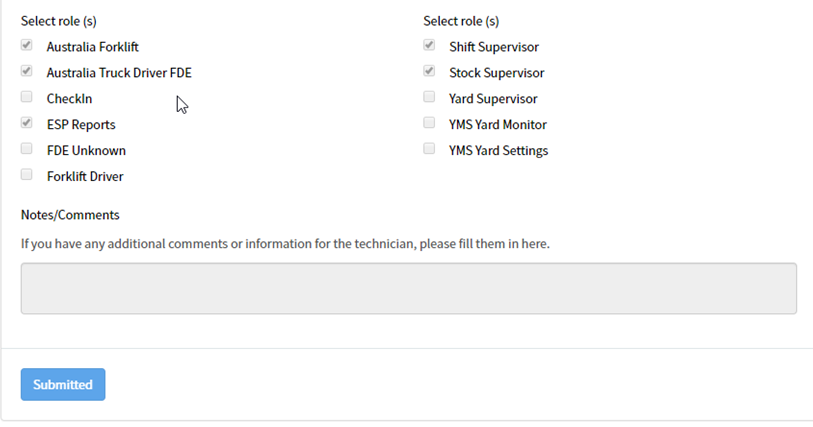 Select role (s)
Australia Forklift
Australia Truck Driver FDE
CheckIn
ESP Reports
FDE Unknown
Forklift Driver
Select role (s)
Shift Supervisor
Stock Supervisor
Yard Supervisor
YMS Yard Monitor
YMS Yard Settings
Notes/Comments
If you have any additional comments or information for the technician, please fill them in here.
Submitted